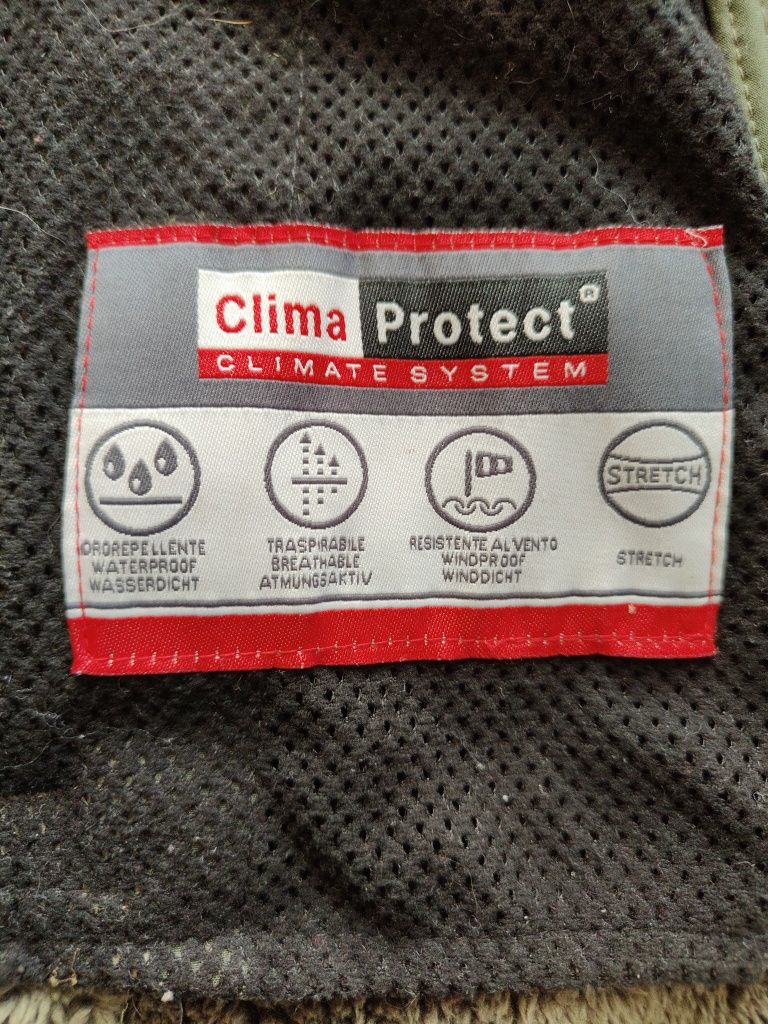 Clima Protect®
CLIMATE SYSTEM
STRETCH
IDROREPELLENTE
WATERPROOF
WASSERDICHT
TRASPIRABILE
BREATHABLE
ATMUNGSAKTIV
RESISTENTE AL VENTO
WINDPROOF
WINDDICHT
STRETCH